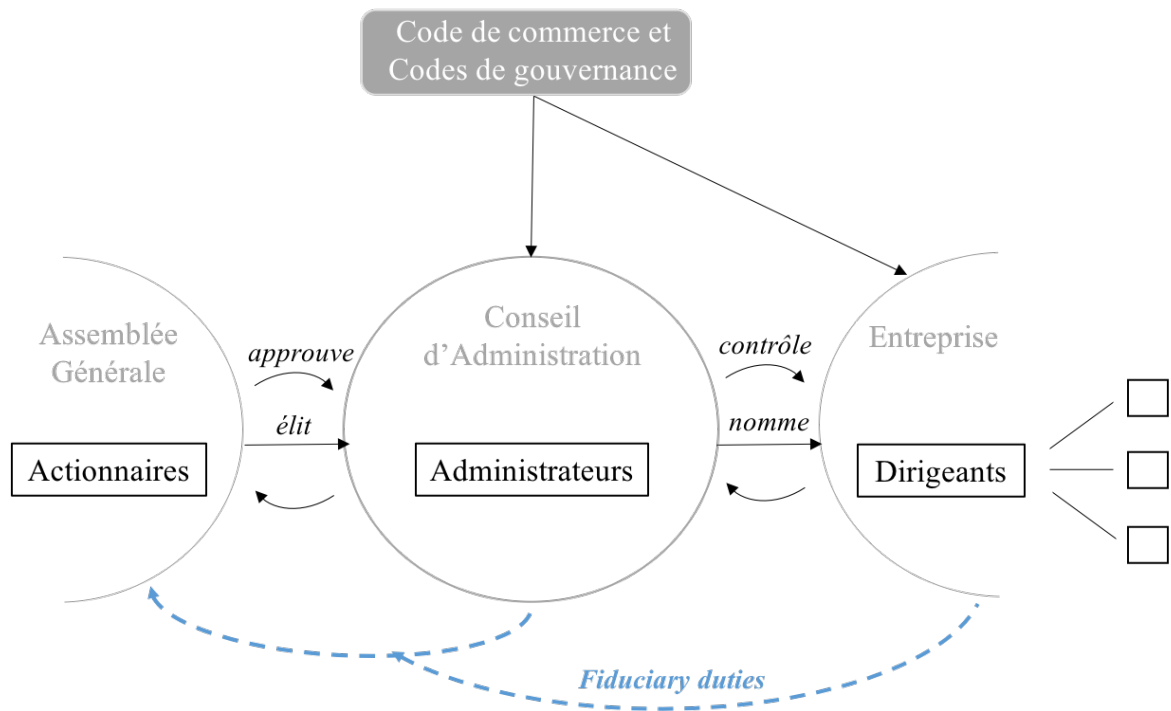 Code de commerce et
Codes de gouvernance
Assemblée
Générale
approuve
élit
Actionnaires
Conseil
d’Administration
Administrateurs
contrôle
nomme
Entreprise
Dirigeants
Fiduciary duties